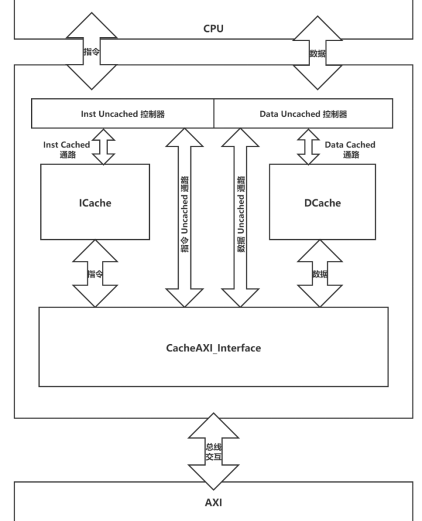 CPU
指令
数据
Inst Uncached 控制器
Data Uncached 控制器
Inst Cached
通路
Data Cached
通路
ICache
指令 Uncached 通路
数据 Uncached 通路
DCache
指令
数据
CacheAXI_Interface
总线
交互
AXI